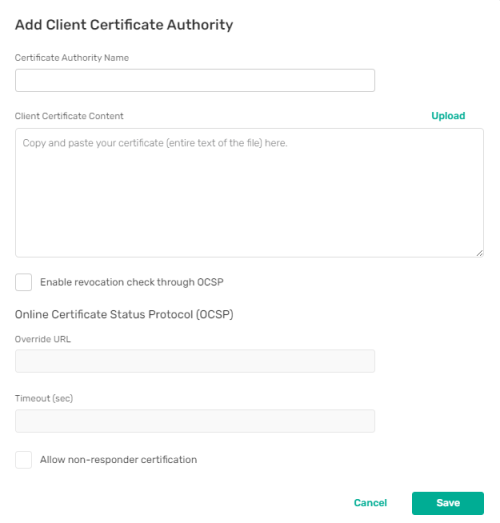 Add Client Certificate Authority
Certificate Authority Name
Client Certificate Content
Upload
Copy and paste your certificate (entire text of the file) here.
Enable revocation check through OCSP
Online Certificate Status Protocol (OCSP)
Override URL
Timeout (sec)
Allow non-responder certification
Cancel
Save